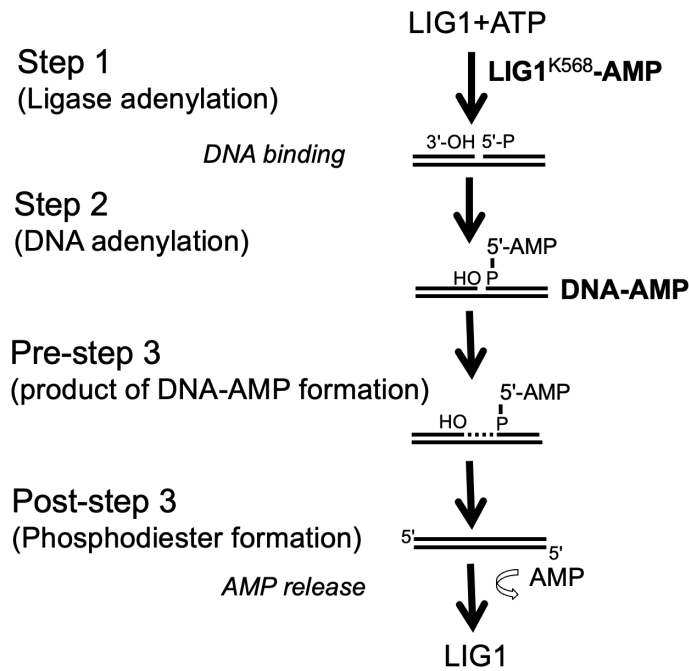 LIG1+ATP
Step 1
(Ligase adenylation)
LIG1K568-AMP
DNA binding
3'-OH 5'-P
Step 2
(DNA adenylation)
5'-AMP
HO P
DNA-AMP
Pre-step 3
(product of DNA-AMP formation)
5'-AMP
HO P
Post-step 3
(Phosphodiester formation)
5'
5'
AMP release
AMP
LIG1